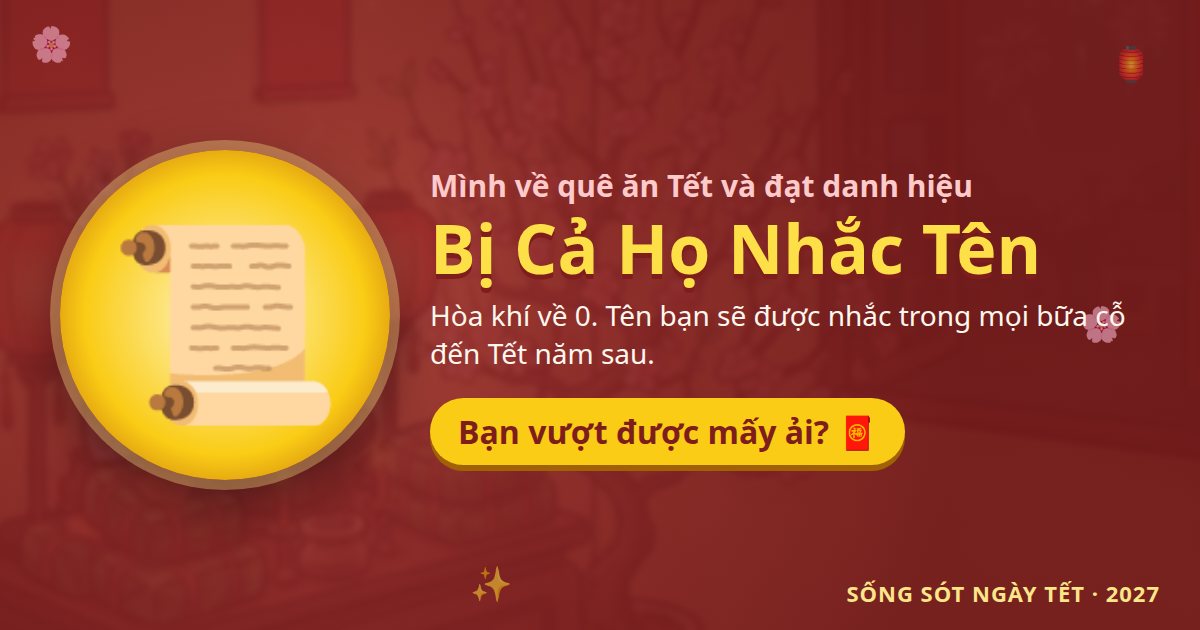 Mình về quê ăn Tết và đạt danh hiệu
Bị Cả Họ Nhắc Tên
Hòa khí về 0. Tên bạn sẽ được nhắc trong mọi bữa cỗ
đến Tết năm sau.
Bạn vượt được mấy ải? 🧧
SỐNG SÓT NGÀY TẾT · 2027